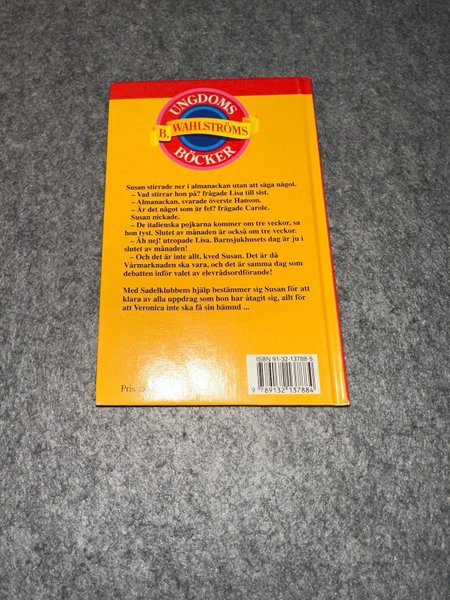 UNGDOMS
B. WAHLSTRÖMS
BÖCKER
Susan stirrade ner i almanackan utan att säga något.
– Vad stirrar hon på? frågade Lisa till sist.
– Almanackan, svarade överste Hanson.
– Är det något som är fel? frågade Carole.
Susan nickade.
– De italienska pojkarna kommer om tre veckor, sa
hon tyst. Slutet av månaden är också om tre veckor.
– Åh nej! utropade Lisa. Barnsjukhusets dag är ju i
slutet av månaden!
– Och det är inte allt, kved Susan. Det är då
Vårmarknaden ska vara, och det är samma dag som
debatten inför valet av elevrådsordförande!
Med Sadelklubbens hjälp bestämmer sig Susan för att
klara av alla uppdrag som hon har åtagit sig, allt för
att Veronica inte ska få sin hämnd ...
ISBN 91-32-13788-5
9 789132 137884
Pris